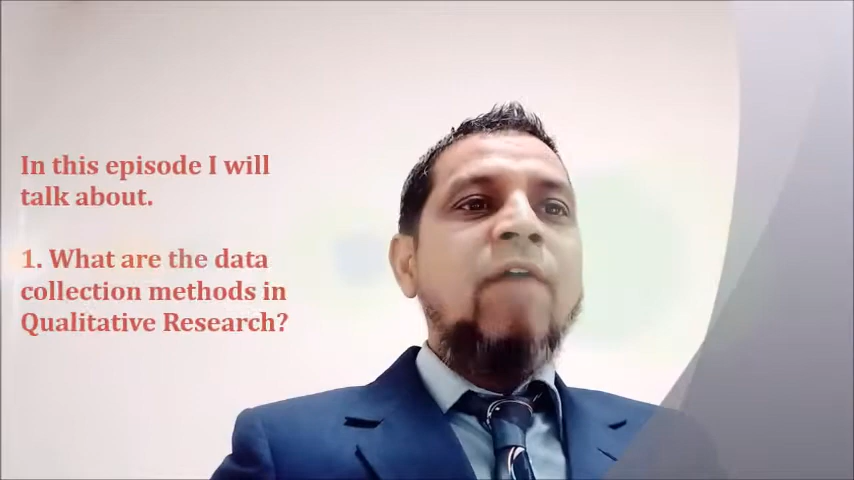 In this episode I will
talk about.
1. What are the data
collection methods in
Qualitative Research?